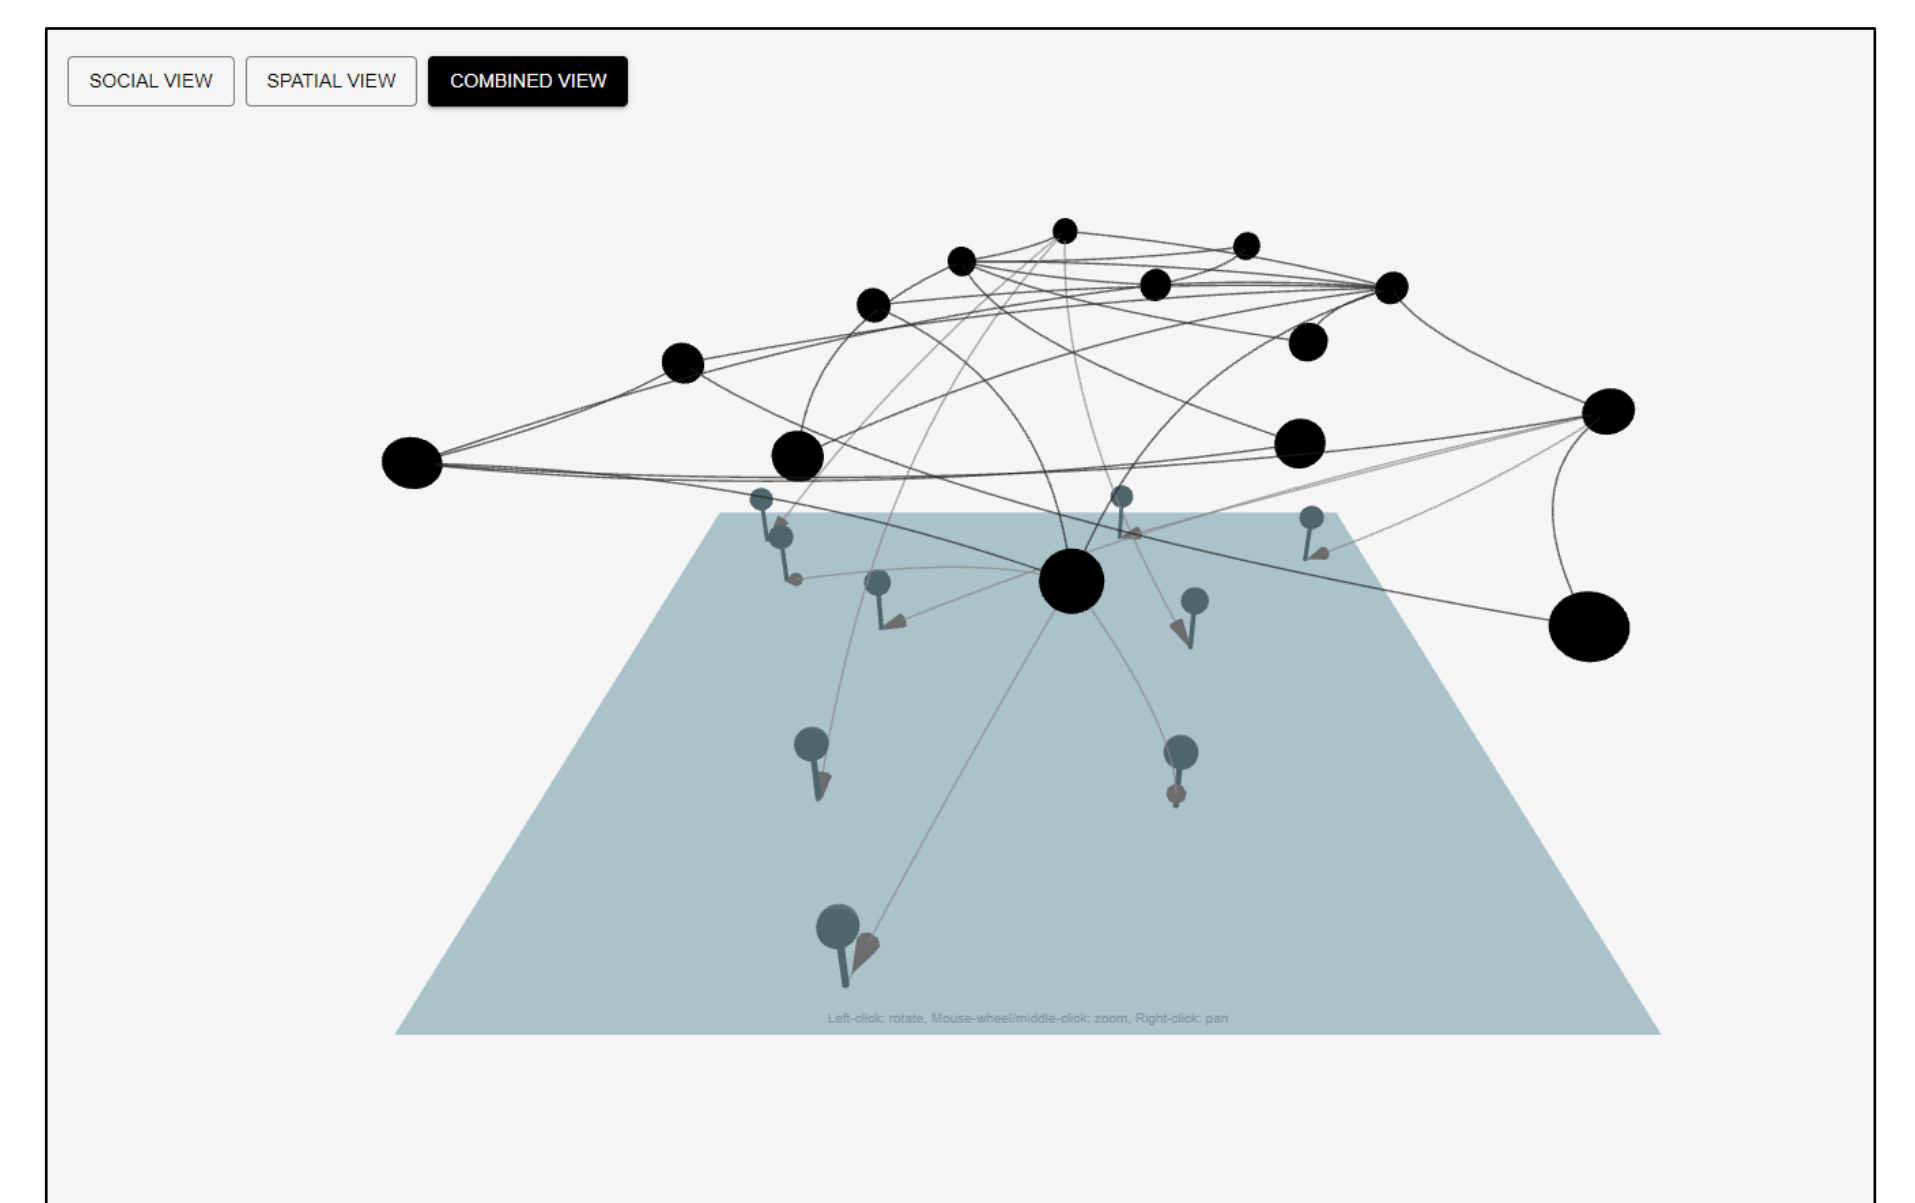 SOCIAL VIEW
SPATIAL VIEW
COMBINED VIEW
Left-click: rotate, Mouse-wheel/middle-click: zoom, Right-click: pan